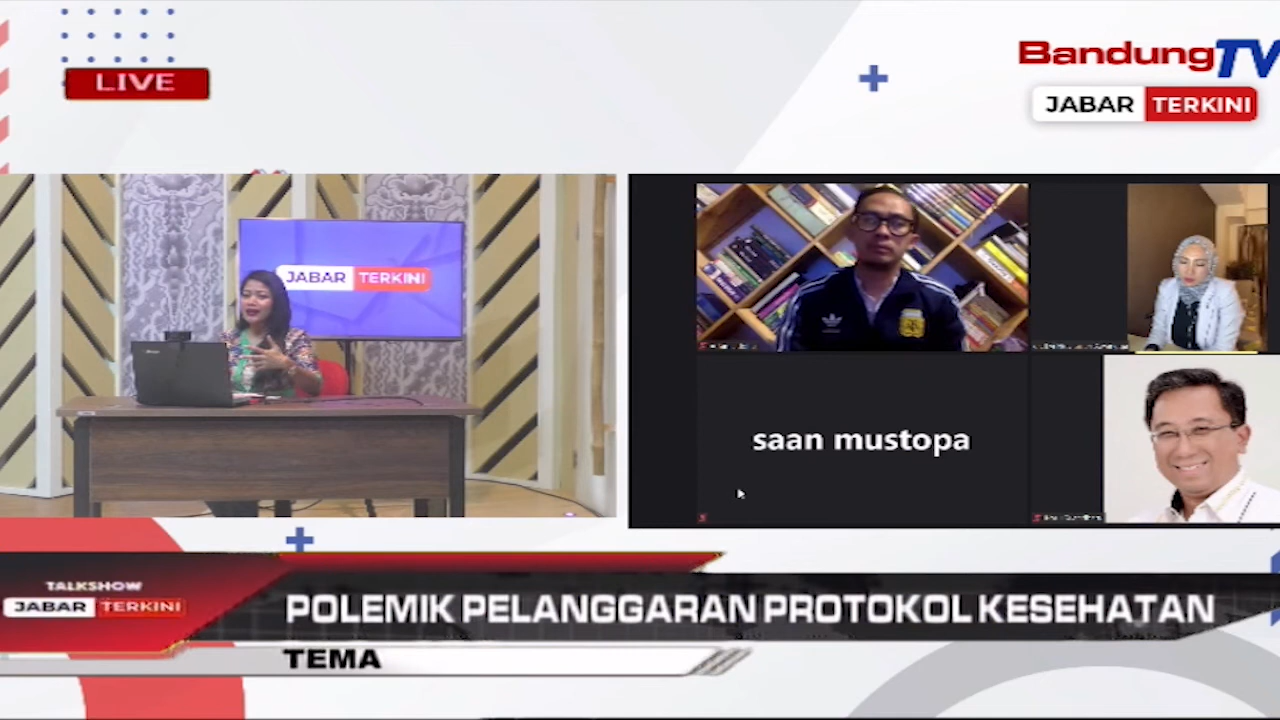 LIVE
BandungTV
JABAR TERKINI
JABAR TERKINI
saan mustopa
TALKSHOW
JABAR TERKINI
POLEMIK PELANGGARAN PROTOKOL KESEHATAN
TEMA